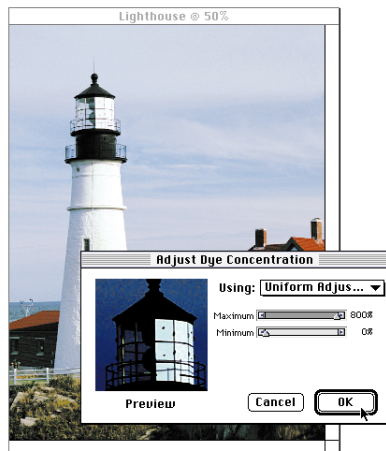 Lighthouse @ 50%
Adjust Dye Concentration
Using: Uniform Adjus...
Maximum 800%
Minimum 0%
Preview
Cancel OK